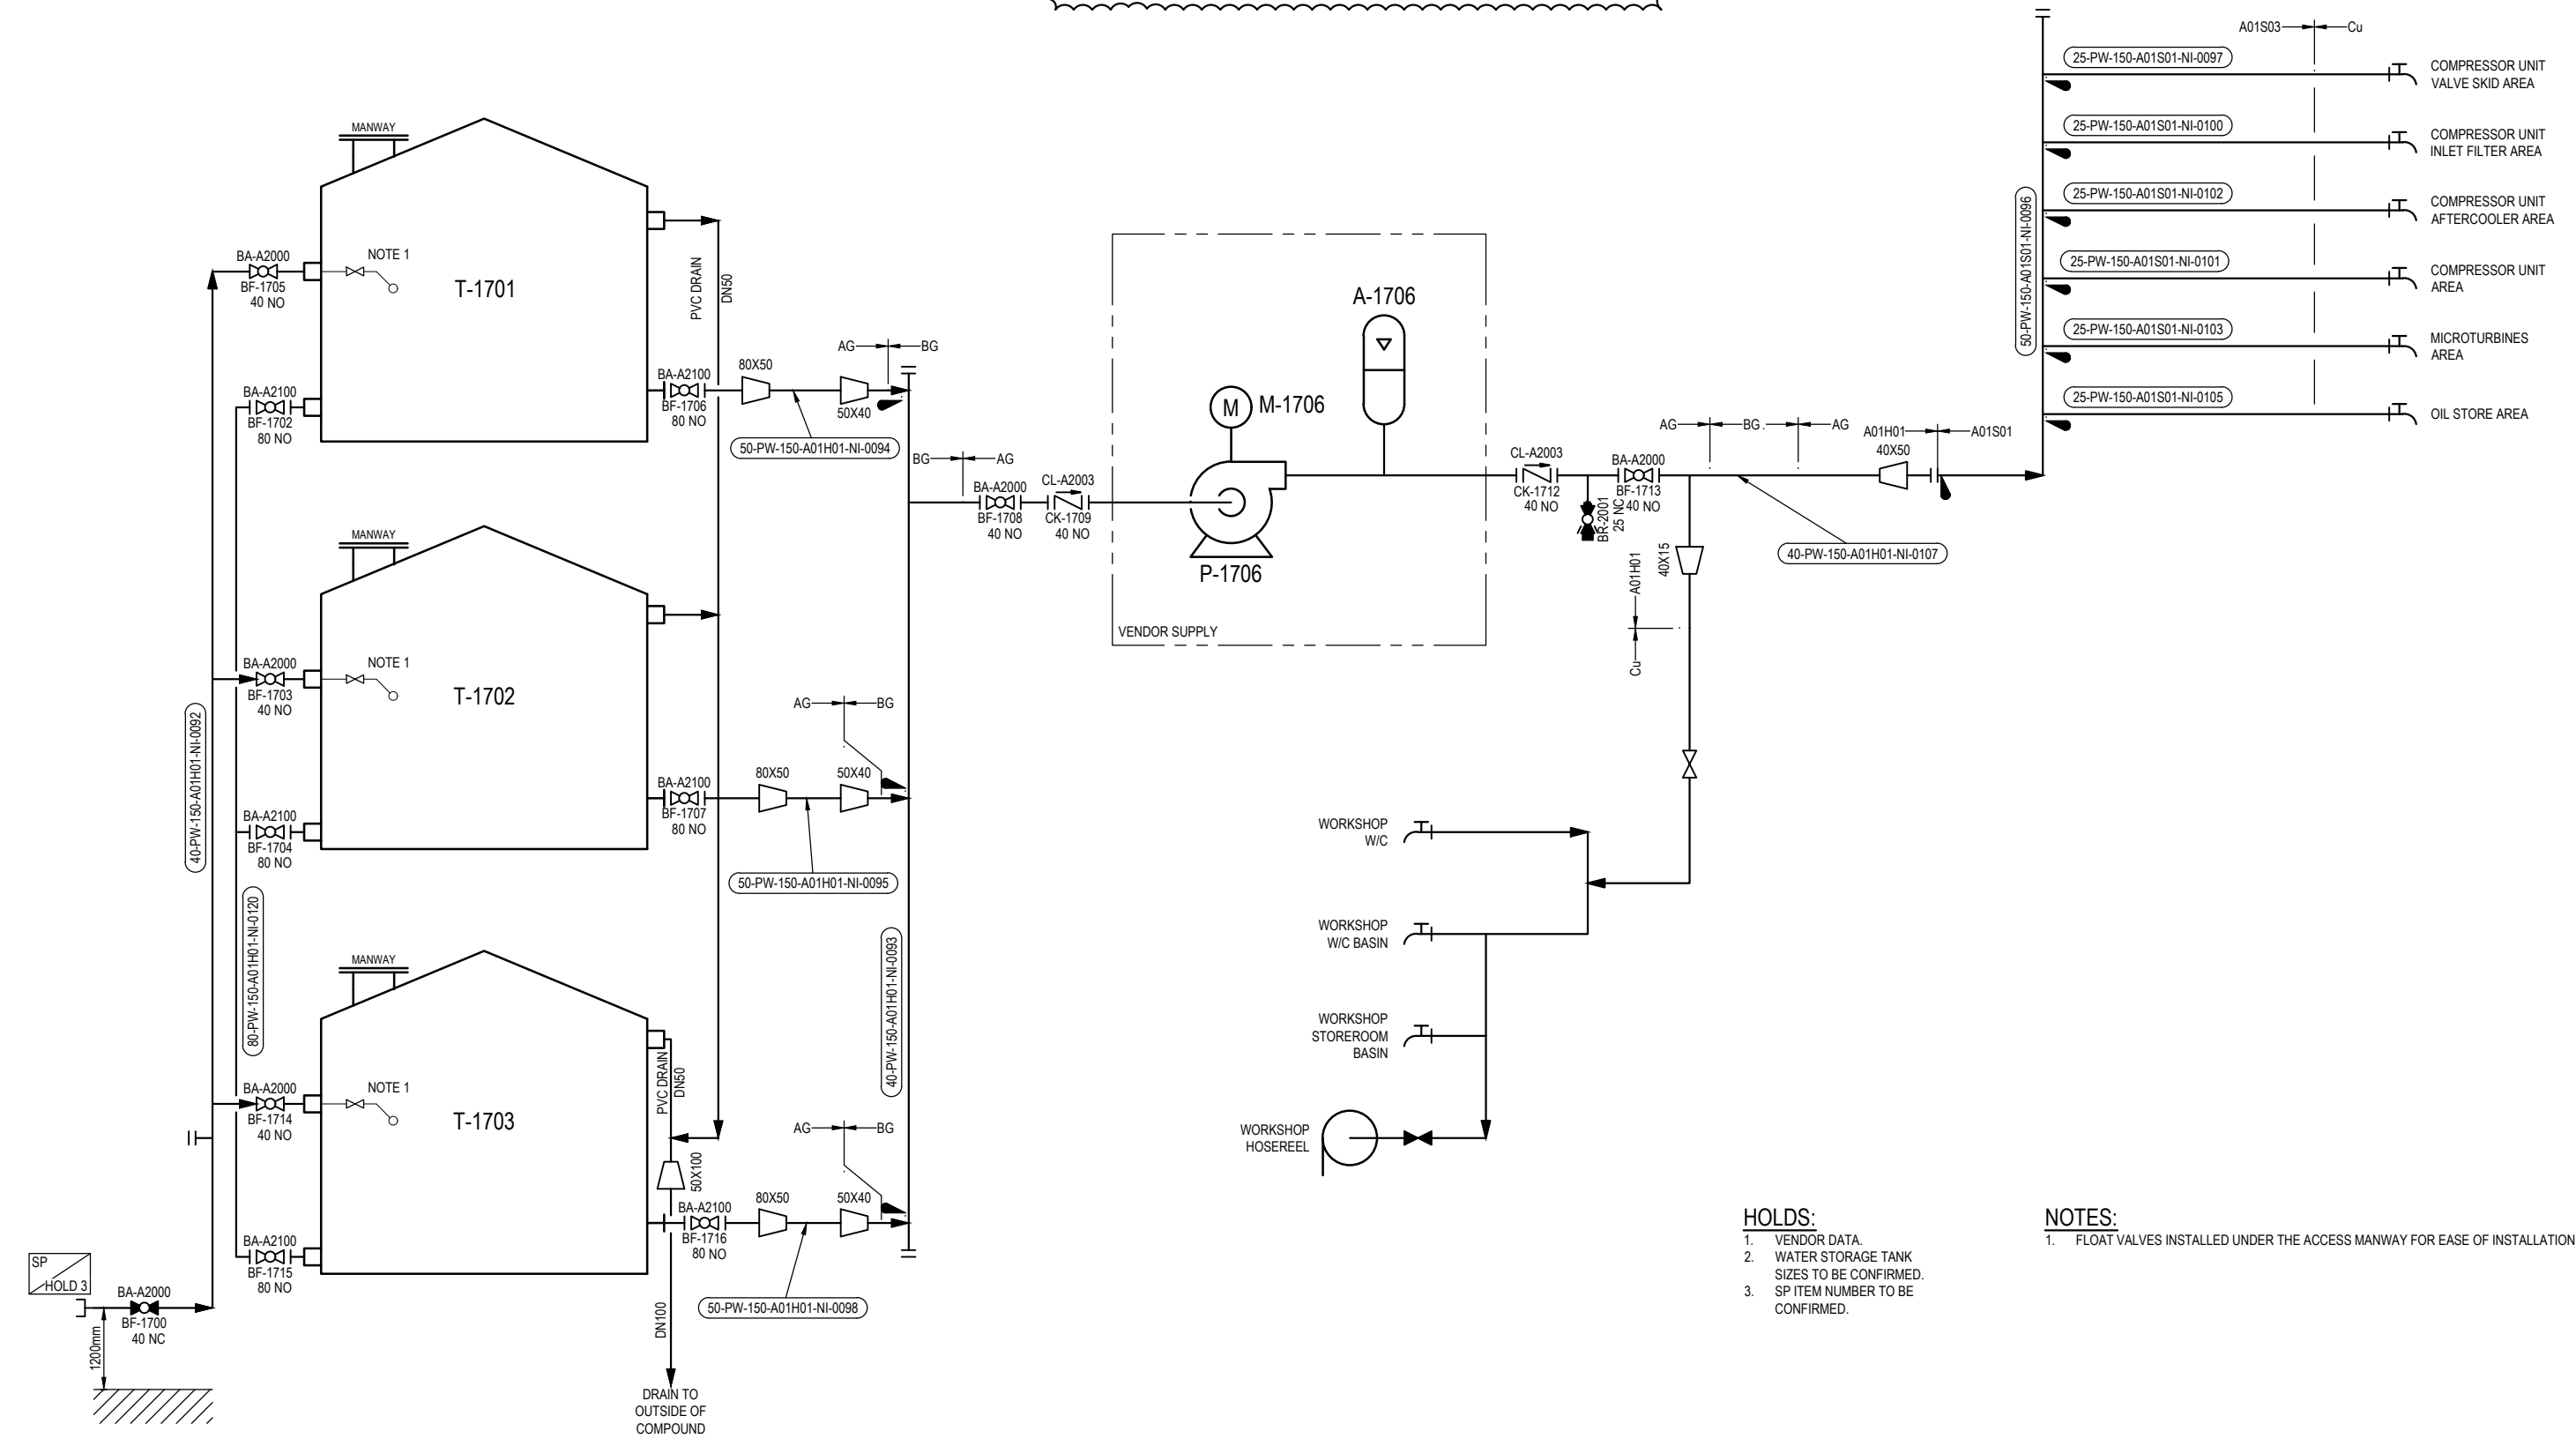 A01S03
Cu
25-PW-150-A01S01-NI-0097
COMPRESSOR UNIT
VALVE SKID AREA
25-PW-150-A01S01-NI-0100
COMPRESSOR UNIT
INLET FILTER AREA
25-PW-150-A01S01-NI-0102
COMPRESSOR UNIT
AFTERCOOLER AREA
25-PW-150-A01S01-NI-0101
COMPRESSOR UNIT
AREA
25-PW-150-A01S01-NI-0103
MICROTURBINES
AREA
25-PW-150-A01S01-NI-0105
OIL STORE AREA
50-PW-150-A01S01-NI-0096
MANWAY
BA-A2000
BF-1705
40 NO
NOTE 1
T-1701
PVC DRAIN
DN50
BA-A2100
BF-1702
80 NO
BA-A2100
BF-1706
80 NO
80X50
50X40
AG
BG
50-PW-150-A01H01-NI-0094
BG
AG
BA-A2000
BF-1708
40 NO
CL-A2003
CK-1709
40 NO
A-1706
M
M-1706
P-1706
VENDOR SUPPLY
CL-A2003
CK-1712
40 NO
BR-2001
25 NC
BA-A2000
BF-1713
40 NO
AG
BG
AG
A01H01
A01S01
40X50
40-PW-150-A01H01-NI-0107
40X15
A01H01
Cu
MANWAY
BA-A2000
BF-1703
40 NO
NOTE 1
T-1702
40-PW-150-A01H01-NI-0092
BA-A2100
BF-1704
80 NO
BA-A2100
BF-1707
80 NO
80X50
50X40
AG
BG
50-PW-150-A01H01-NI-0095
80-PW-150-A01H01-NI-0120
40-PW-150-A01H01-NI-0093
WORKSHOP
W/C
WORKSHOP
W/C BASIN
WORKSHOP
STOREROOM
BASIN
WORKSHOP
HOSEREEL
MANWAY
BA-A2000
BF-1714
40 NO
NOTE 1
T-1703
PVC DRAIN
DN50
50X100
BA-A2100
BF-1715
80 NO
BA-A2100
BF-1716
80 NO
80X50
50X40
AG
BG
50-PW-150-A01H01-NI-0098
SP
HOLD 3
BA-A2000
BF-1700
40 NC
1200mm
DN100
DRAIN TO
OUTSIDE OF
COMPOUND
HOLDS:
1. VENDOR DATA.
2. WATER STORAGE TANK
SIZES TO BE CONFIRMED.
3. SP ITEM NUMBER TO BE
CONFIRMED.
NOTES:
1. FLOAT VALVES INSTALLED UNDER THE ACCESS MANWAY FOR EASE OF INSTALLATION